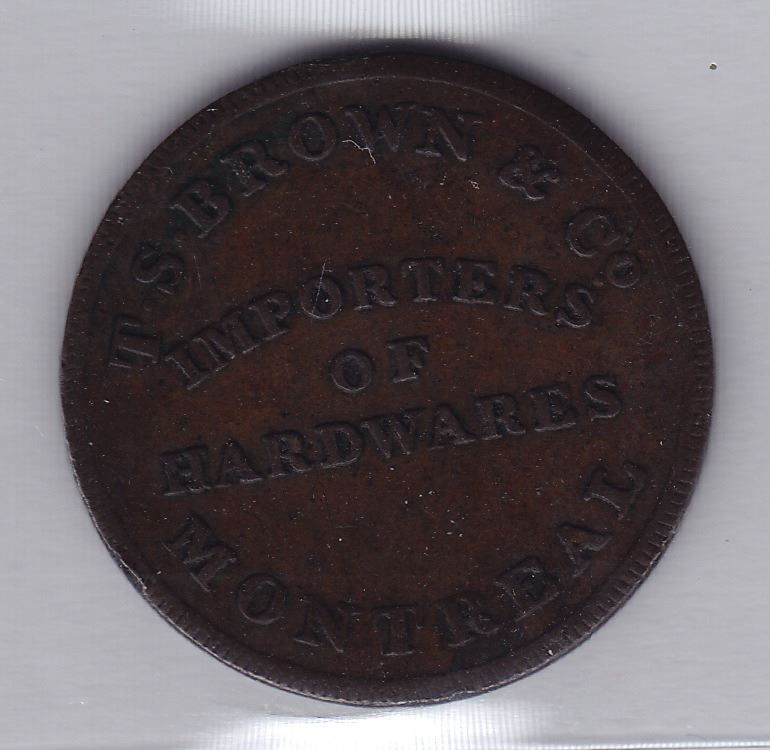 T S BROWN & Co
IMPORTERS
OF
HARDWARES
MONTREAL